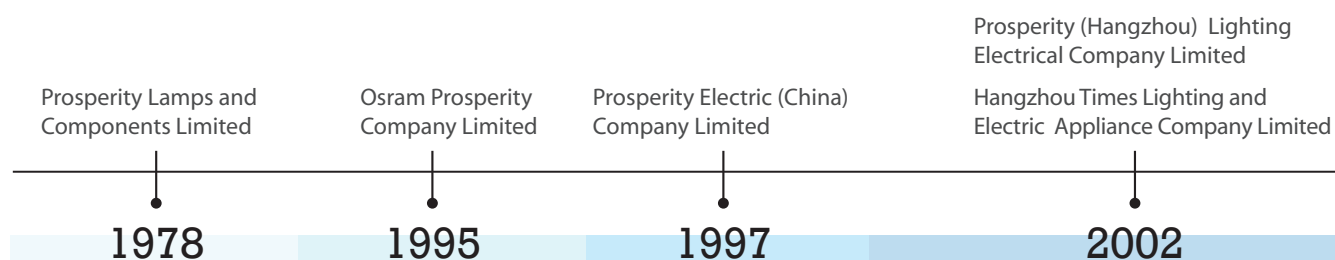 Prosperity Lamps and
Components Limited
1978
Osram Prosperity
Company Limited
1995
Prosperity Electric (China)
Company Limited
1997
Prosperity (Hangzhou) Lighting
Electrical Company Limited
Hangzhou Times Lighting and
Electric Appliance Company Limited
2002